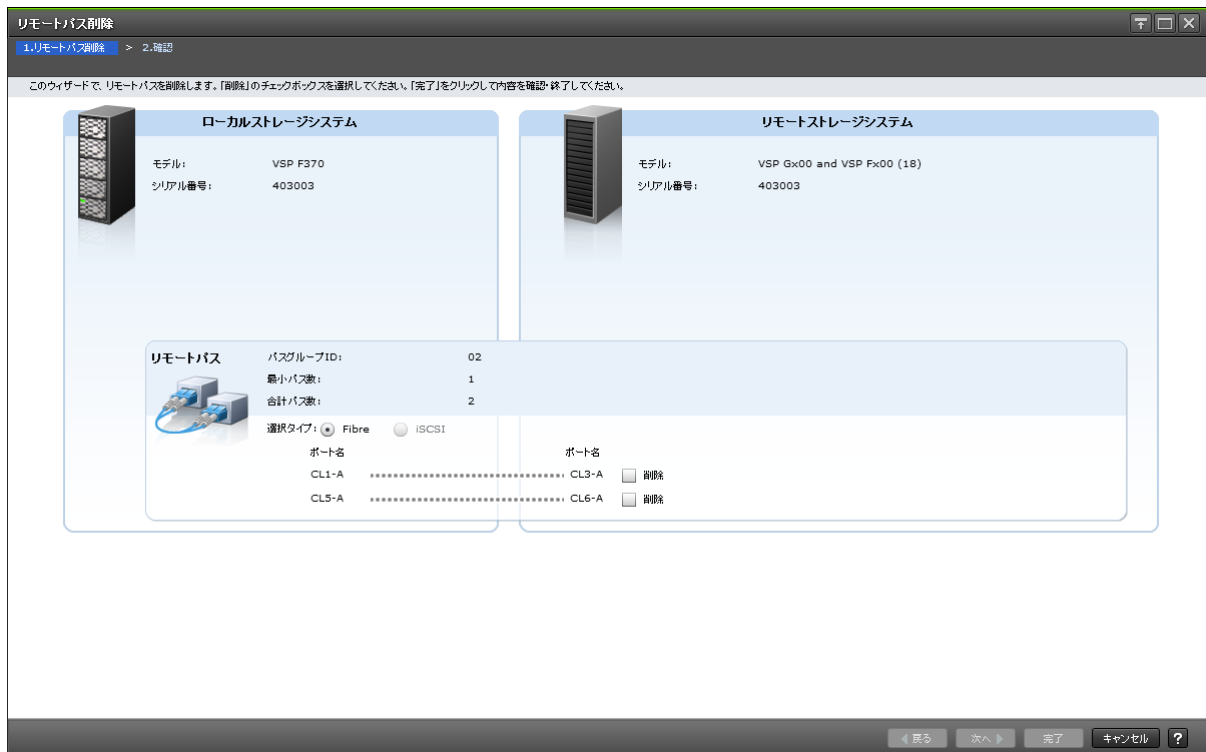 リモートパス削除
1.リモートパス削除 > 2.確認
このウィザードで、リモートパスを削除します。「削除」のチェックボックスを選択してください。「完了」をクリックして内容を確認・終了してください。
ローカルストレージシステム
モデル: VSP F370
シリアル番号: 403003
リモートストレージシステム
モデル: VSP Gx00 and VSP Fx00 (18)
シリアル番号: 403003
リモートパス
パスグループID: 02
最小パス数: 1
合計パス数: 2
選択タイプ: Fibre iSCSI
ポート名 ポート名
CL1-A CL3-A 削除
CL5-A CL6-A 削除
戻る 次へ 完了 キャンセル ?